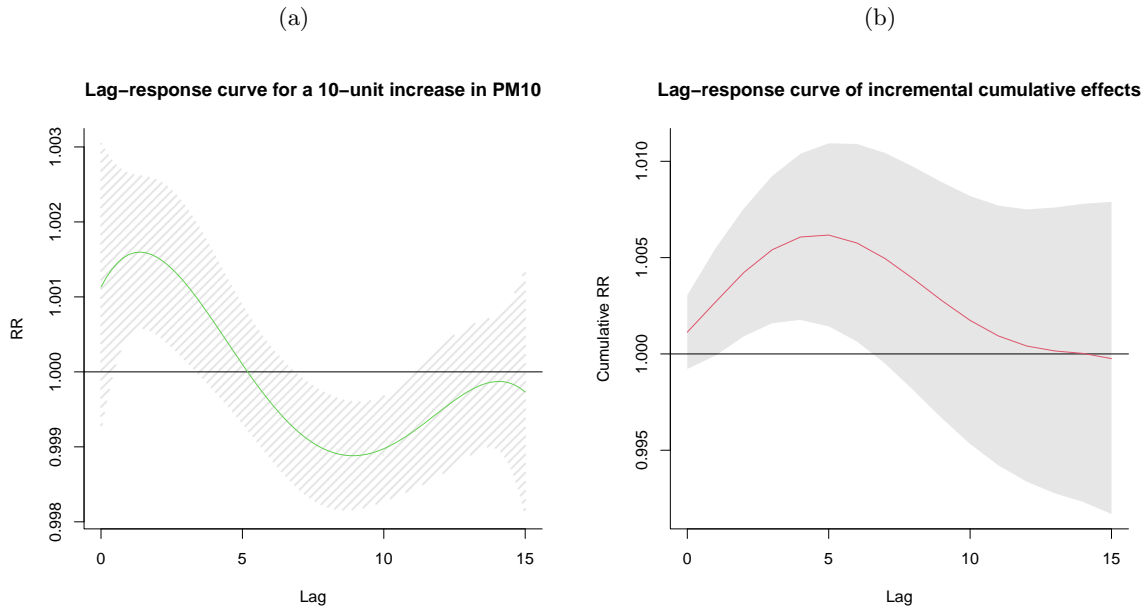 (a)
Lag−response curve for a 10−unit increase in PM10
RR
1.003
1.002
1.001
1.000
0.999
0.998
0 5 10 15
Lag
(b)
Lag−response curve of incremental cumulative effects
Cumulative RR
1.010
1.005
1.000
0.995
0 5 10 15
Lag